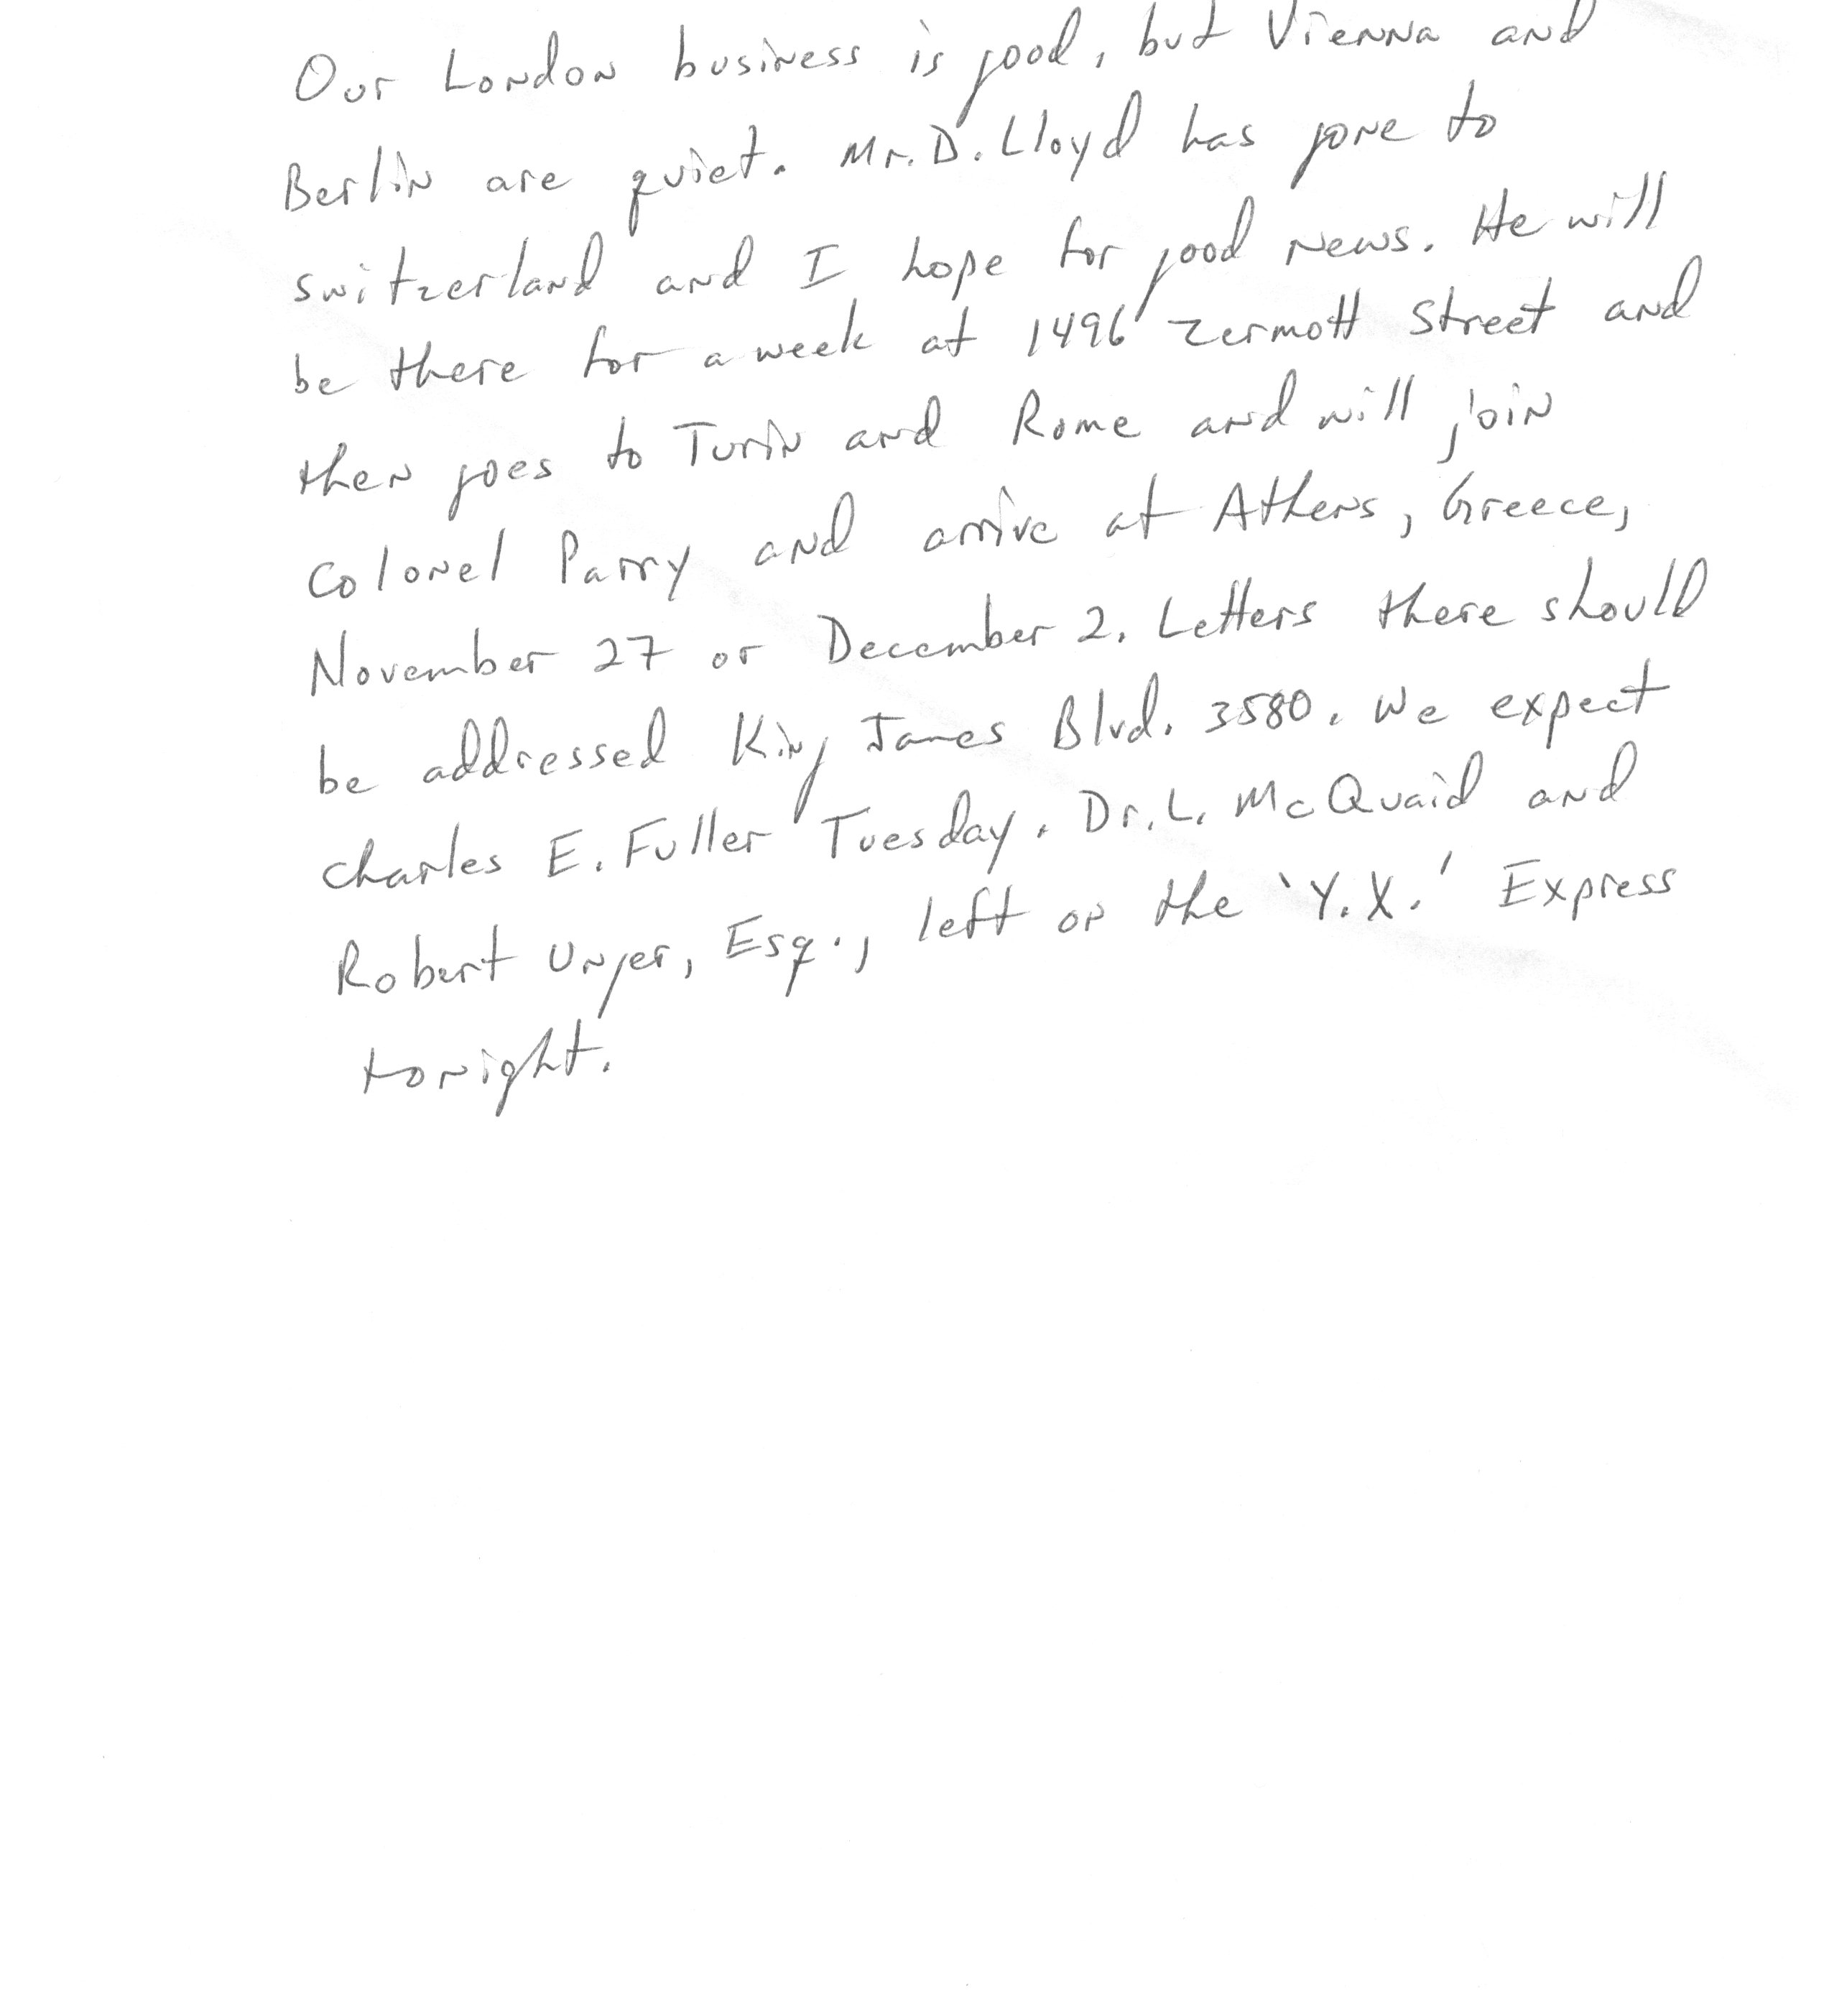 Our London business is good, but Vienna and
Berlin are quiet. Mr. D. Lloyd has gone to
Switzerland and I hope for good news. He will
be there for a week at 1496 Zermott Street and
then goes to Turin and Rome and will join
Colonel Parry and arrive at Athens, Greece,
November 27 or December 2. Letters there should
be addressed King James Blvd. 3580. We expect
Charles E. Fuller Tuesday. Dr. L. McQuaid and
Robert Unger, Esq., left on the 'Y.X.' Express
tonight.